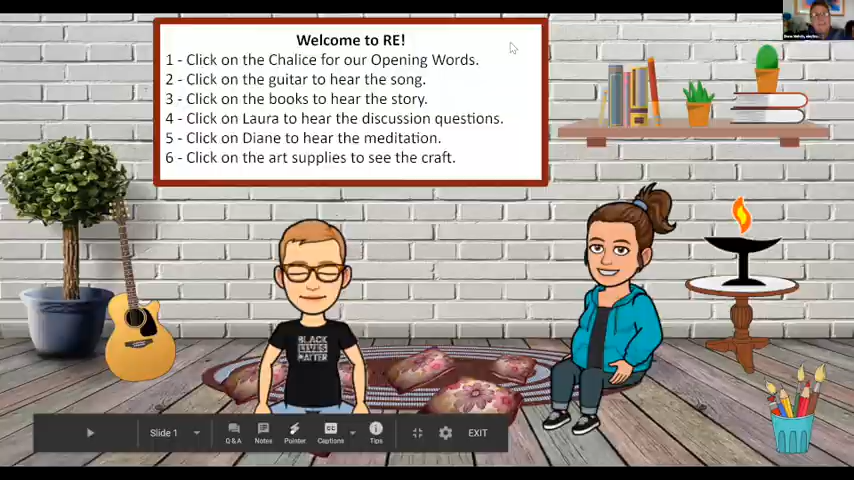 Welcome to RE!
1 - Click on the Chalice for our Opening Words.
2 - Click on the guitar to hear the song.
3 - Click on the books to hear the story.
4 - Click on Laura to hear the discussion questions.
5 - Click on Diane to hear the meditation.
6 - Click on the art supplies to see the craft.
BLACK
LIVES
MATTER
Slide 1
Q&A
Notes
Pointer
CC
Captions
Tips
EXIT